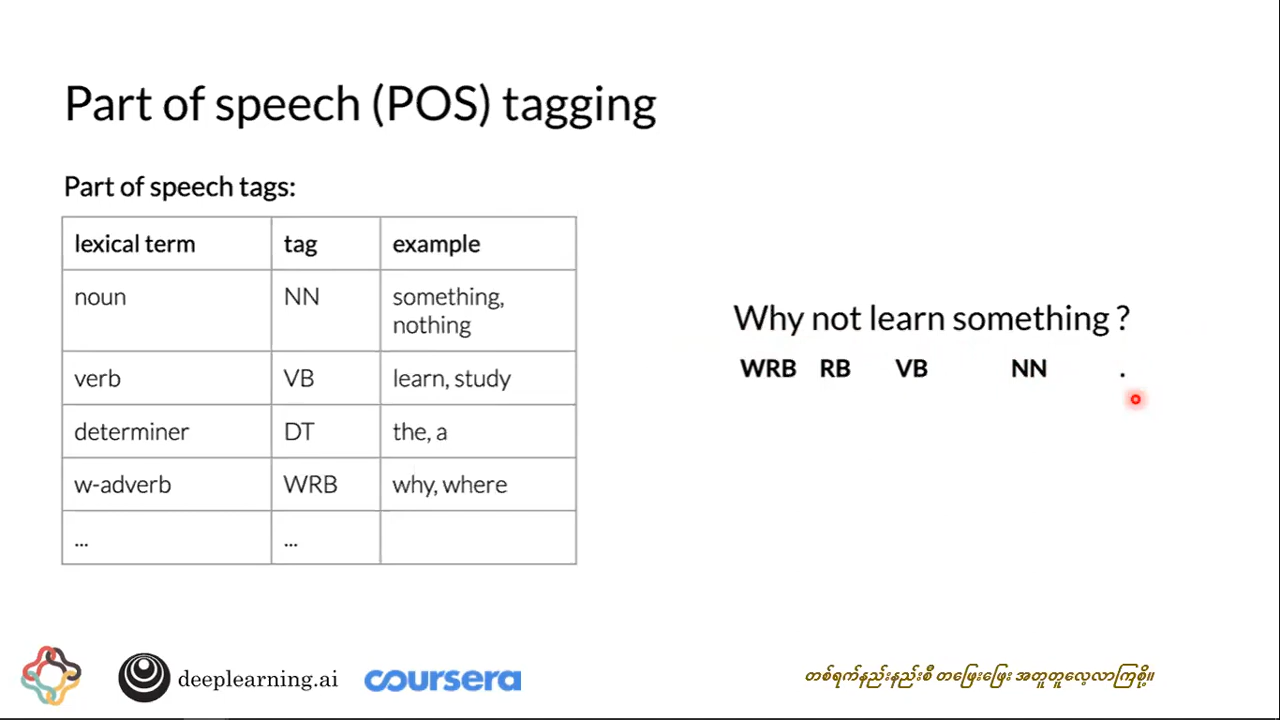 Part of speech (POS) tagging
Part of speech tags:
lexical term tag example
noun NN something,
nothing
verb VB learn, study
determiner DT the, a
w-adverb WRB why, where
... ...
Why not learn something ?
WRB RB VB NN .
deeplearning.ai coursera
တစ်ရက်နည်းနည်းစီ တဖြေးဖြေး အတူတူလေ့လာကြစို့။